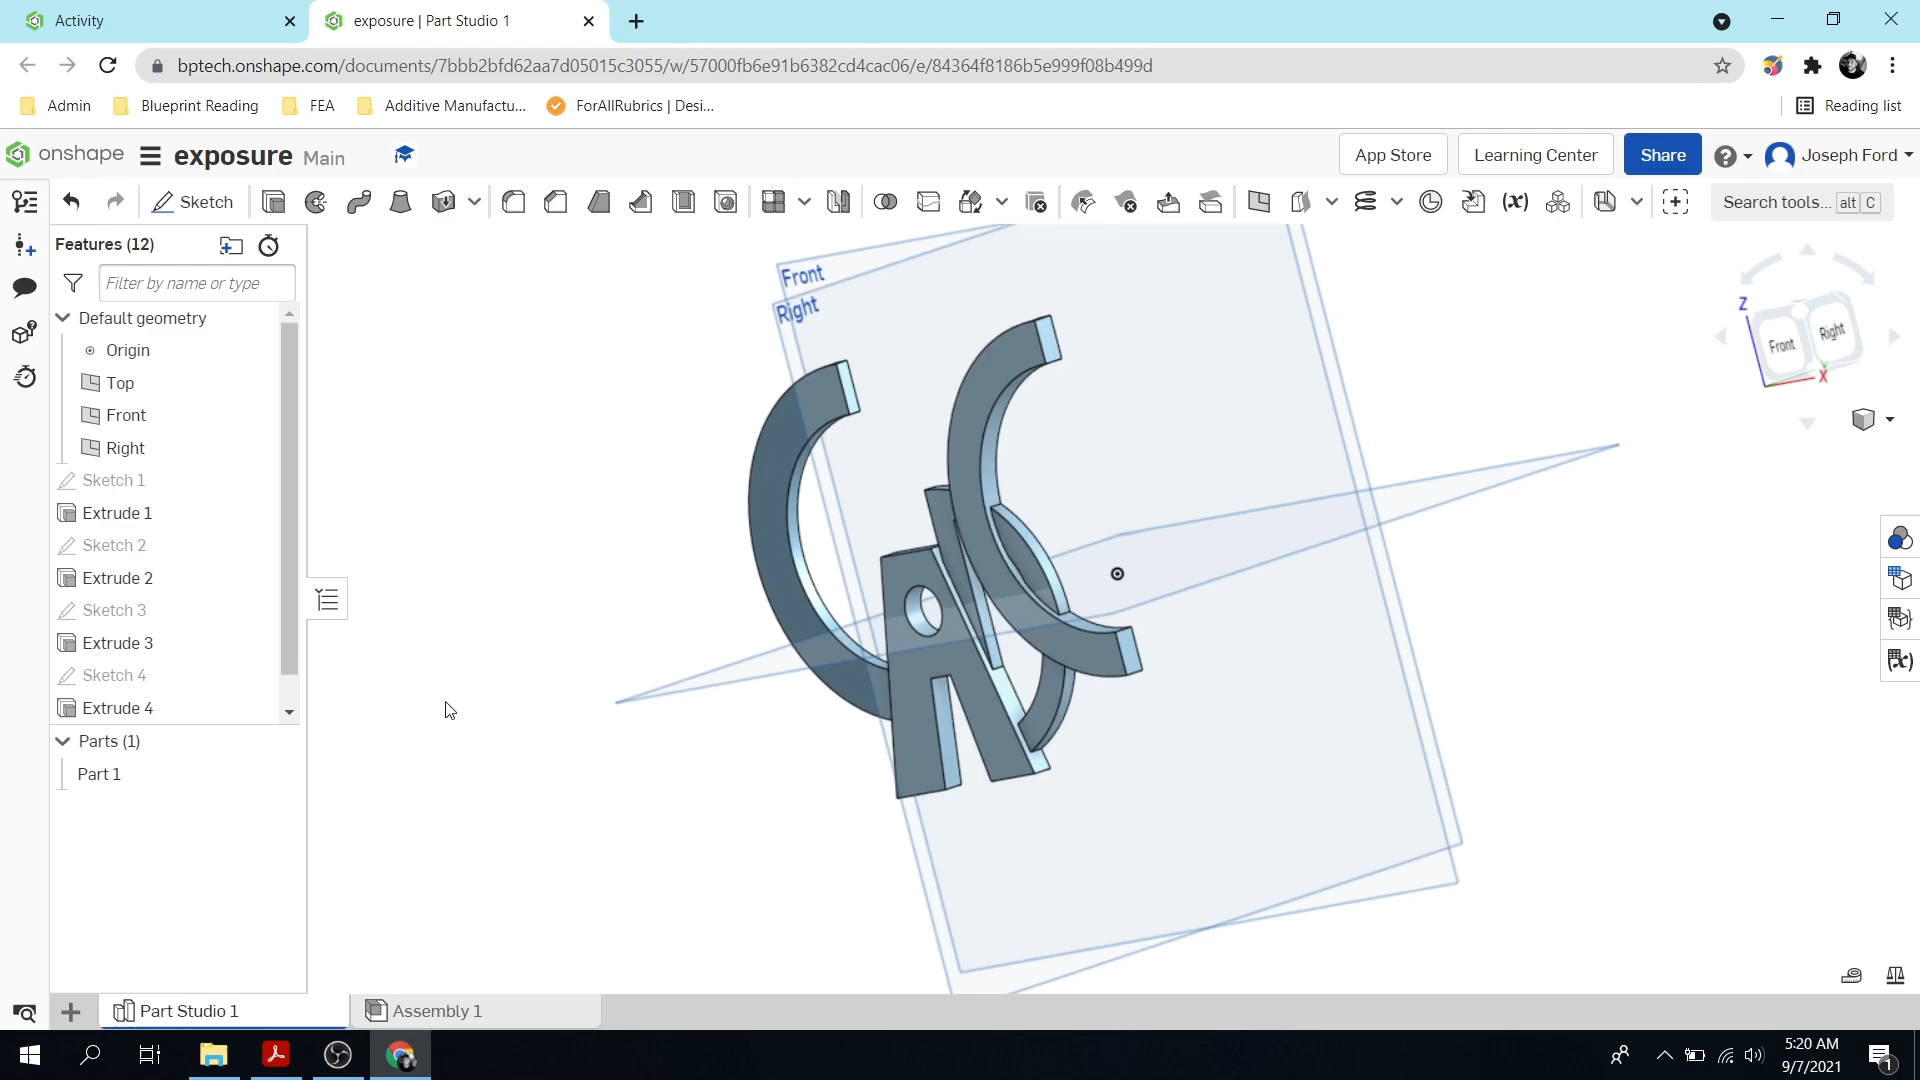 Activity
exposure | Part Studio 1
bptech.onshape.com/documents/7bbb2bfd62aa7d05015c3055/w/57000fb6e91b6382cd4cac06/e/84364f8186b5e999f08b499d
Admin
Blueprint Reading
FEA
Additive Manufactu...
ForAllRubrics | Desi...
Reading list
onshape
exposure Main
App Store
Learning Center
Share
Joseph Ford
Sketch
Search tools... alt C
Features (12)
Filter by name or type
Default geometry
Origin
Top
Front
Right
Sketch 1
Extrude 1
Sketch 2
Extrude 2
Sketch 3
Extrude 3
Sketch 4
Extrude 4
Parts (1)
Part 1
Front
Right
Z
Front
Right
X
Part Studio 1
Assembly 1
5:20 AM
9/7/2021
1